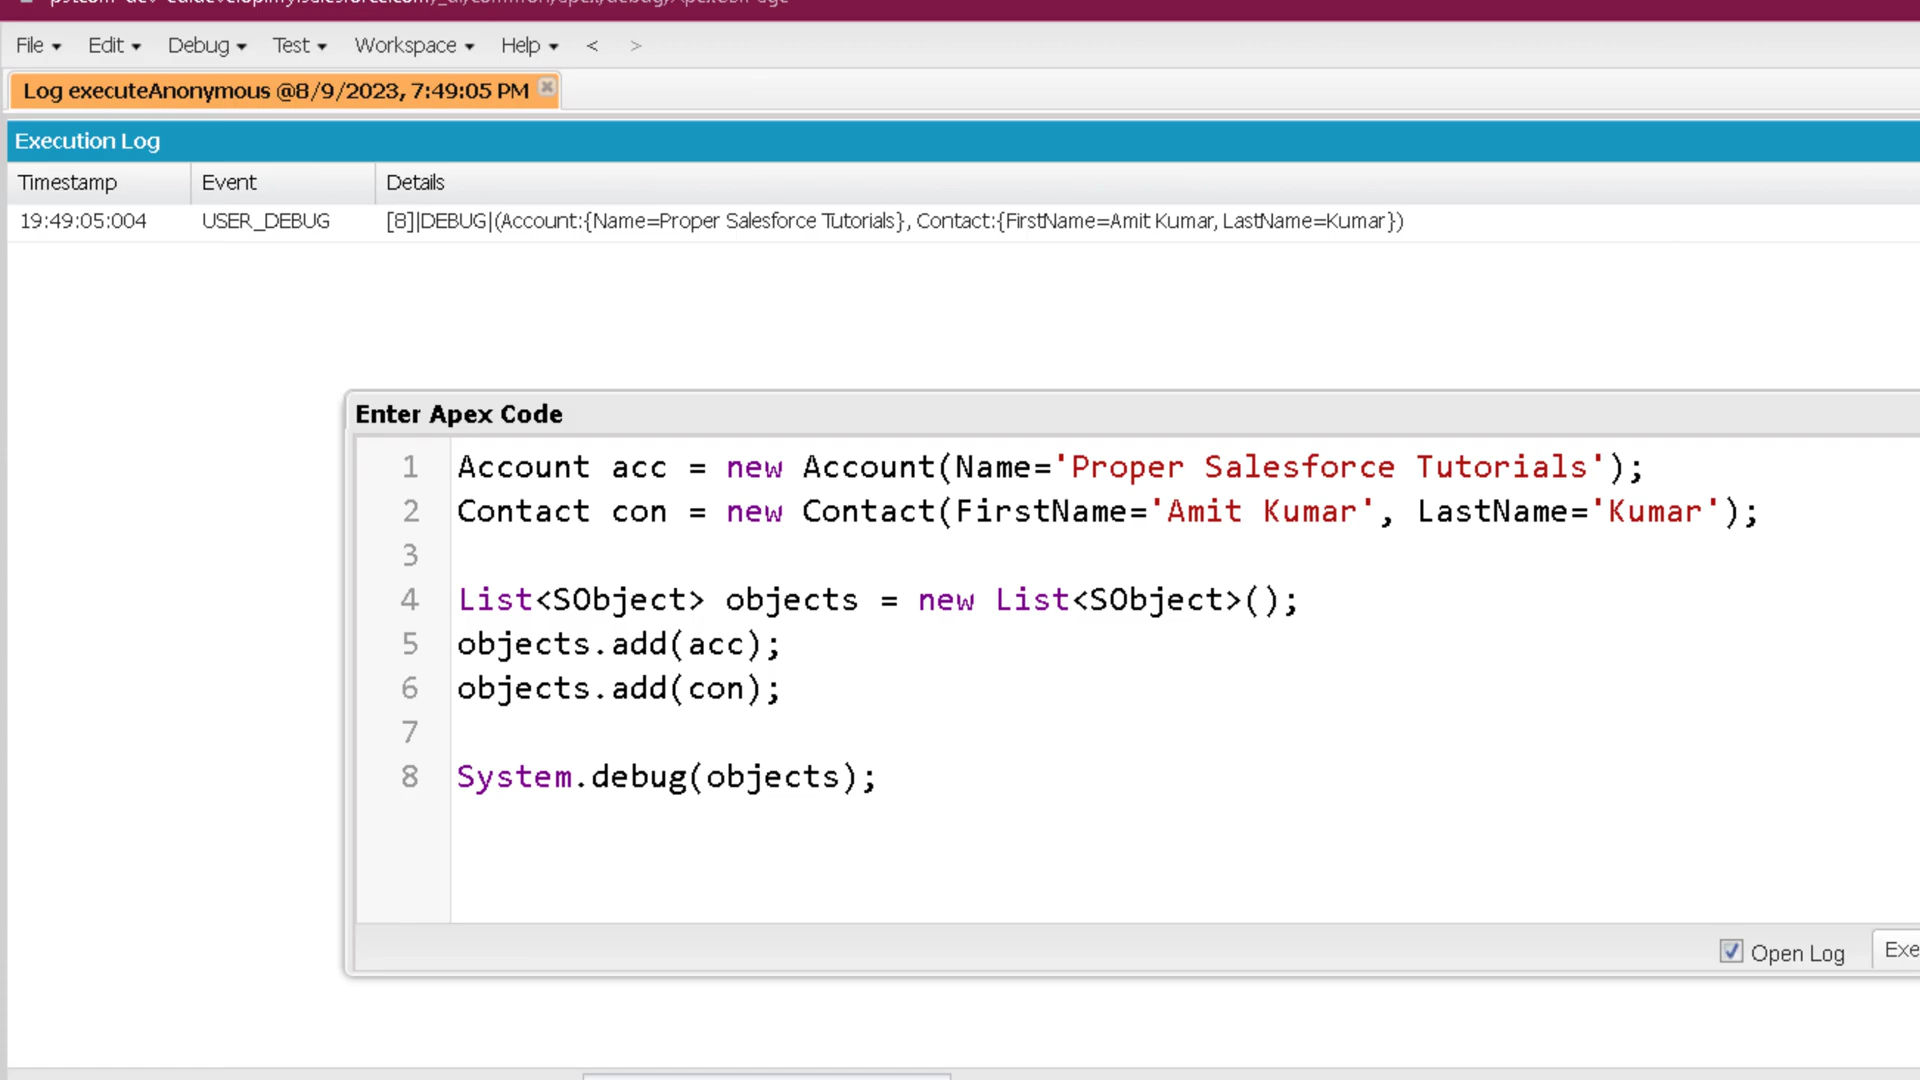 File Edit Debug Test Workspace Help < >
Log executeAnonymous @8/9/2023, 7:49:05 PM
Execution Log
Timestamp Event Details
19:49:05:004 USER_DEBUG [8]|DEBUG|(Account:{Name=Proper Salesforce Tutorials}, Contact:{FirstName=Amit Kumar, LastName=Kumar})
Enter Apex Code
1 Account acc = new Account(Name='Proper Salesforce Tutorials');
2 Contact con = new Contact(FirstName='Amit Kumar', LastName='Kumar');
3
4 List<SObject> objects = new List<SObject>();
5 objects.add(acc);
6 objects.add(con);
7
8 System.debug(objects);
Open Log Exe